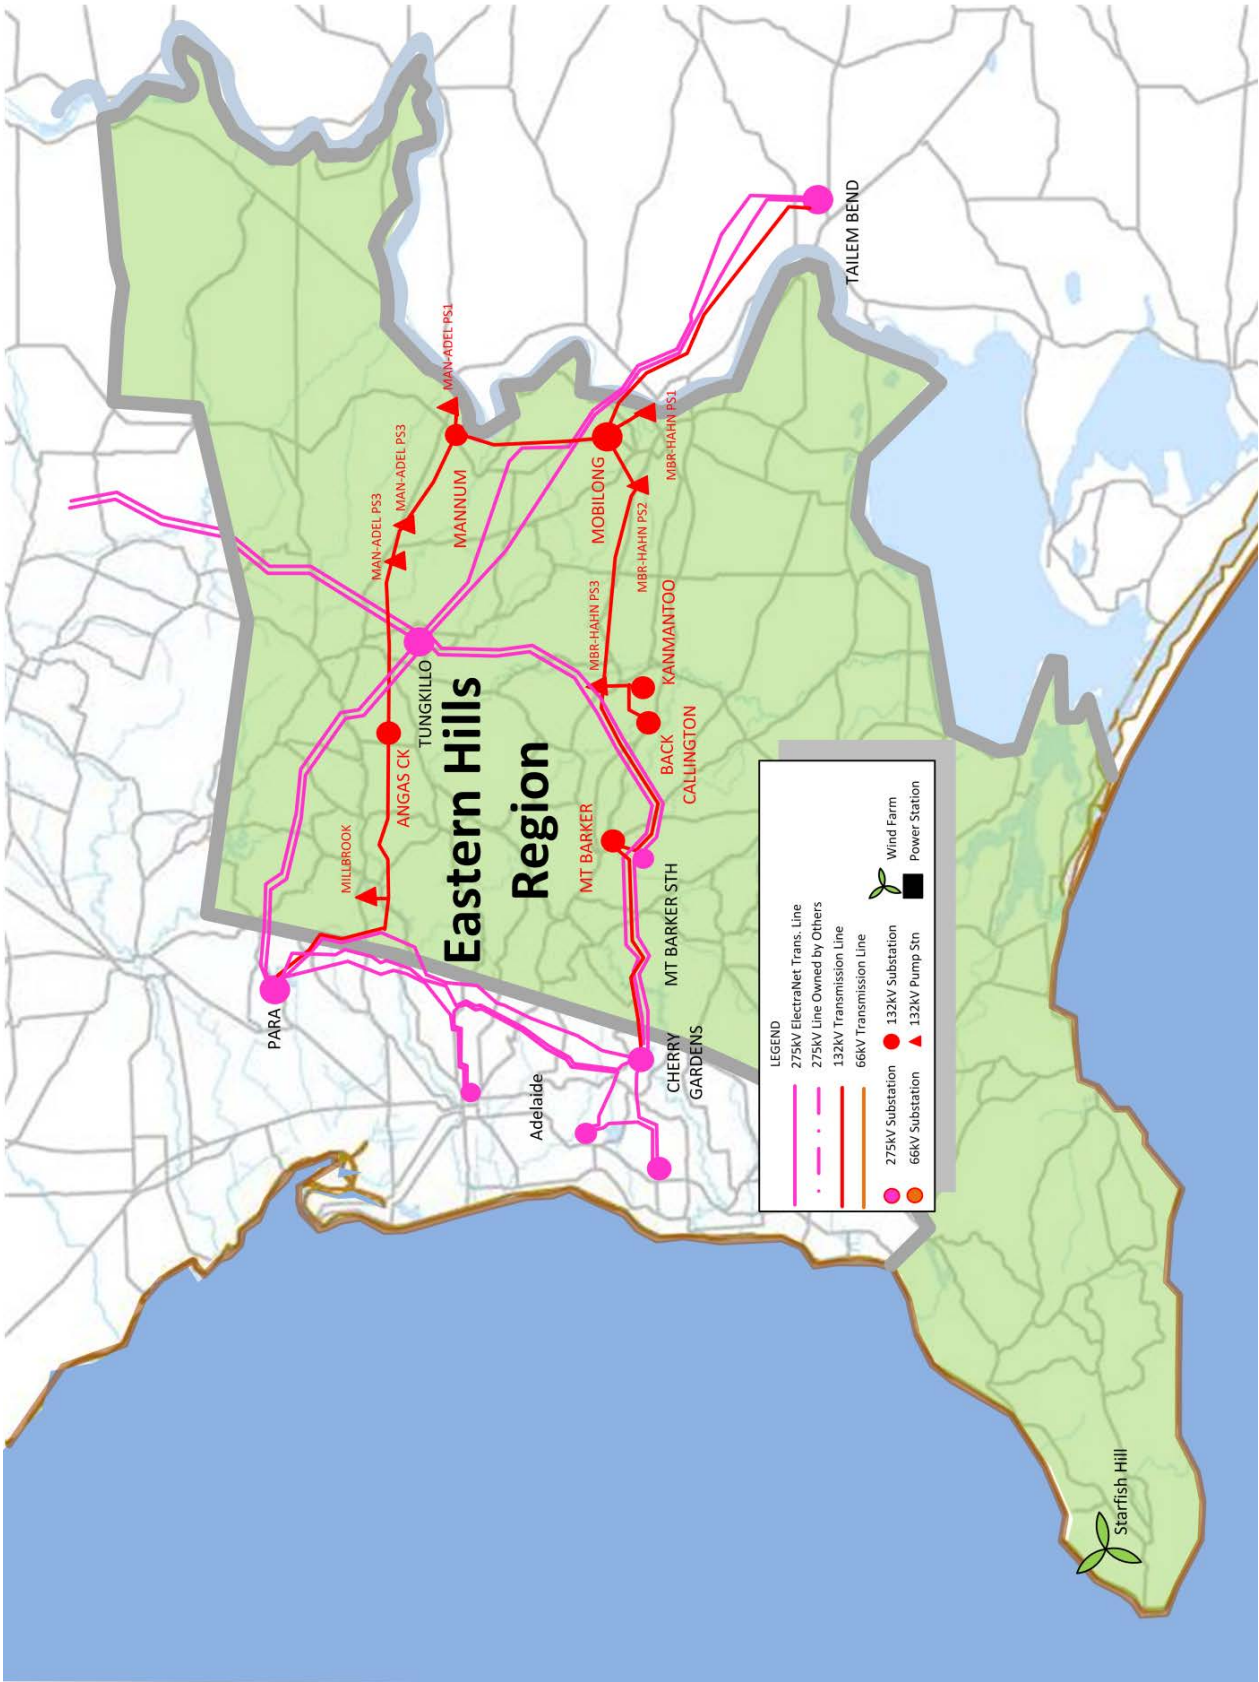 MAN-ADEL PS1
MAN-ADEL PS3
MAN-ADEL PS3
MANNUM
TAILEM BEND
MBR-HAHN PS1
MOBILONG
MBR-HAHN PS2
MBR-HAHN PS3
KANMANTOO
BACK
CALLINGTON
TUNGKILLO
ANGAS CK
MILLBROOK
Eastern Hills
Region
MT BARKER
MT BARKER STH
PARA
Adelaide
CHERRY
GARDENS
LEGEND
275kV ElectraNet Trans. Line
275kV Line Owned by Others
132kV Transmission Line
66kV Transmission Line
275kV Substation
132kV Substation
Wind Farm
66kV Substation
132kV Pump Stn
Power Station
Starfish Hill